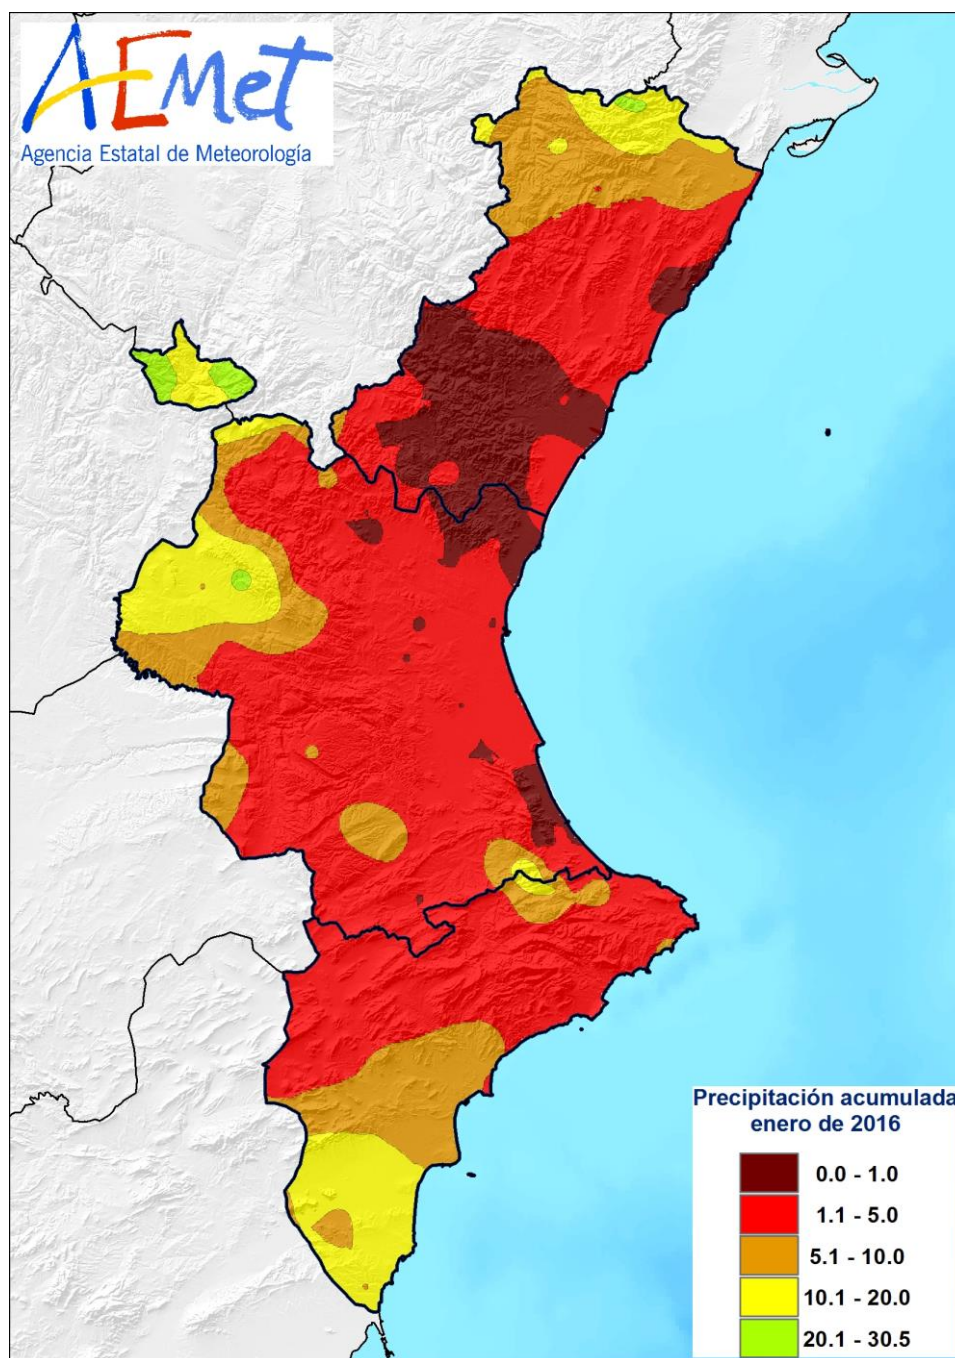 AEMet
Agencia Estatal de Meteorología
Precipitación acumulada
enero de 2016
0.0 - 1.0
1.1 - 5.0
5.1 - 10.0
10.1 - 20.0
20.1 - 30.5